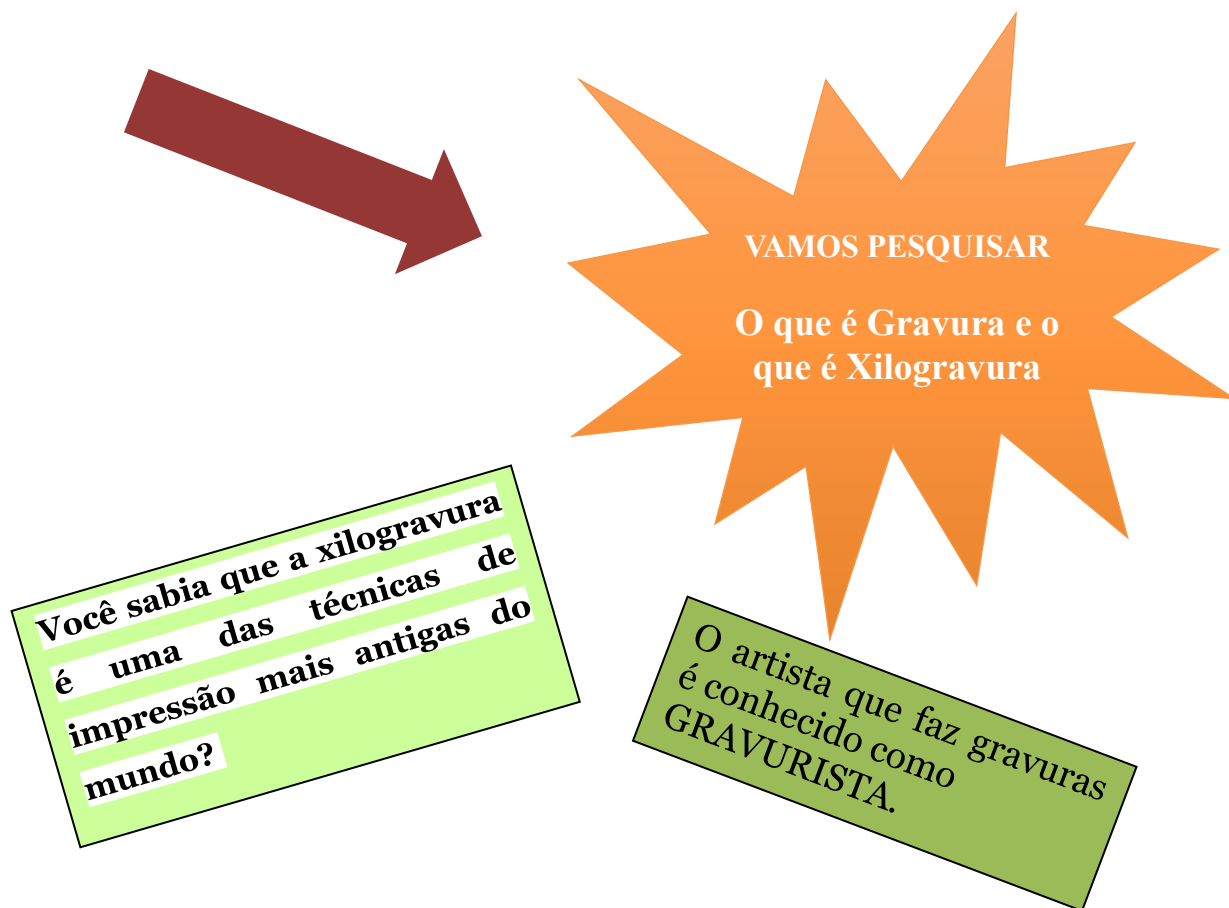 VAMOS PESQUISAR
O que é Gravura e o
que é Xilogravura
Você sabia que a xilogravura
é uma das técnicas de
impressão mais antigas do
mundo?
O artista que faz gravuras
é conhecido como
GRAVURISTA.